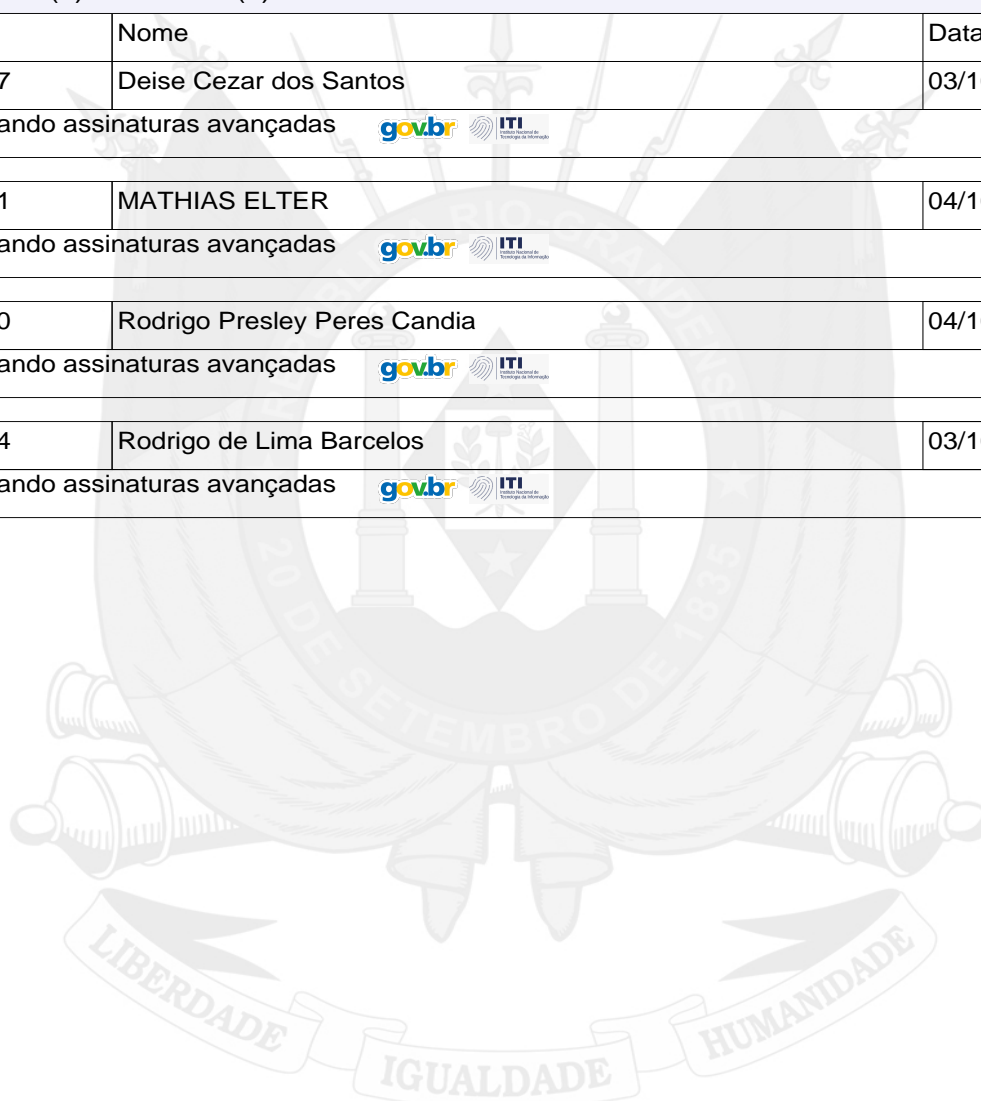 Nome Data
7 Deise Cezar dos Santos 03/1
ando assinaturas avançadas gov.br ITI
1 MATHIAS ELTER 04/1
ando assinaturas avançadas gov.br ITI
0 Rodrigo Presley Peres Candia 04/1
ando assinaturas avançadas gov.br ITI
4 Rodrigo de Lima Barcelos 03/1
ando assinaturas avançadas gov.br ITI
REPÚBLICA RIO-GRANDENSE
20 DE SETEMBRO DE 1835
LIBERDADE IGUALDADE HUMANIDADE